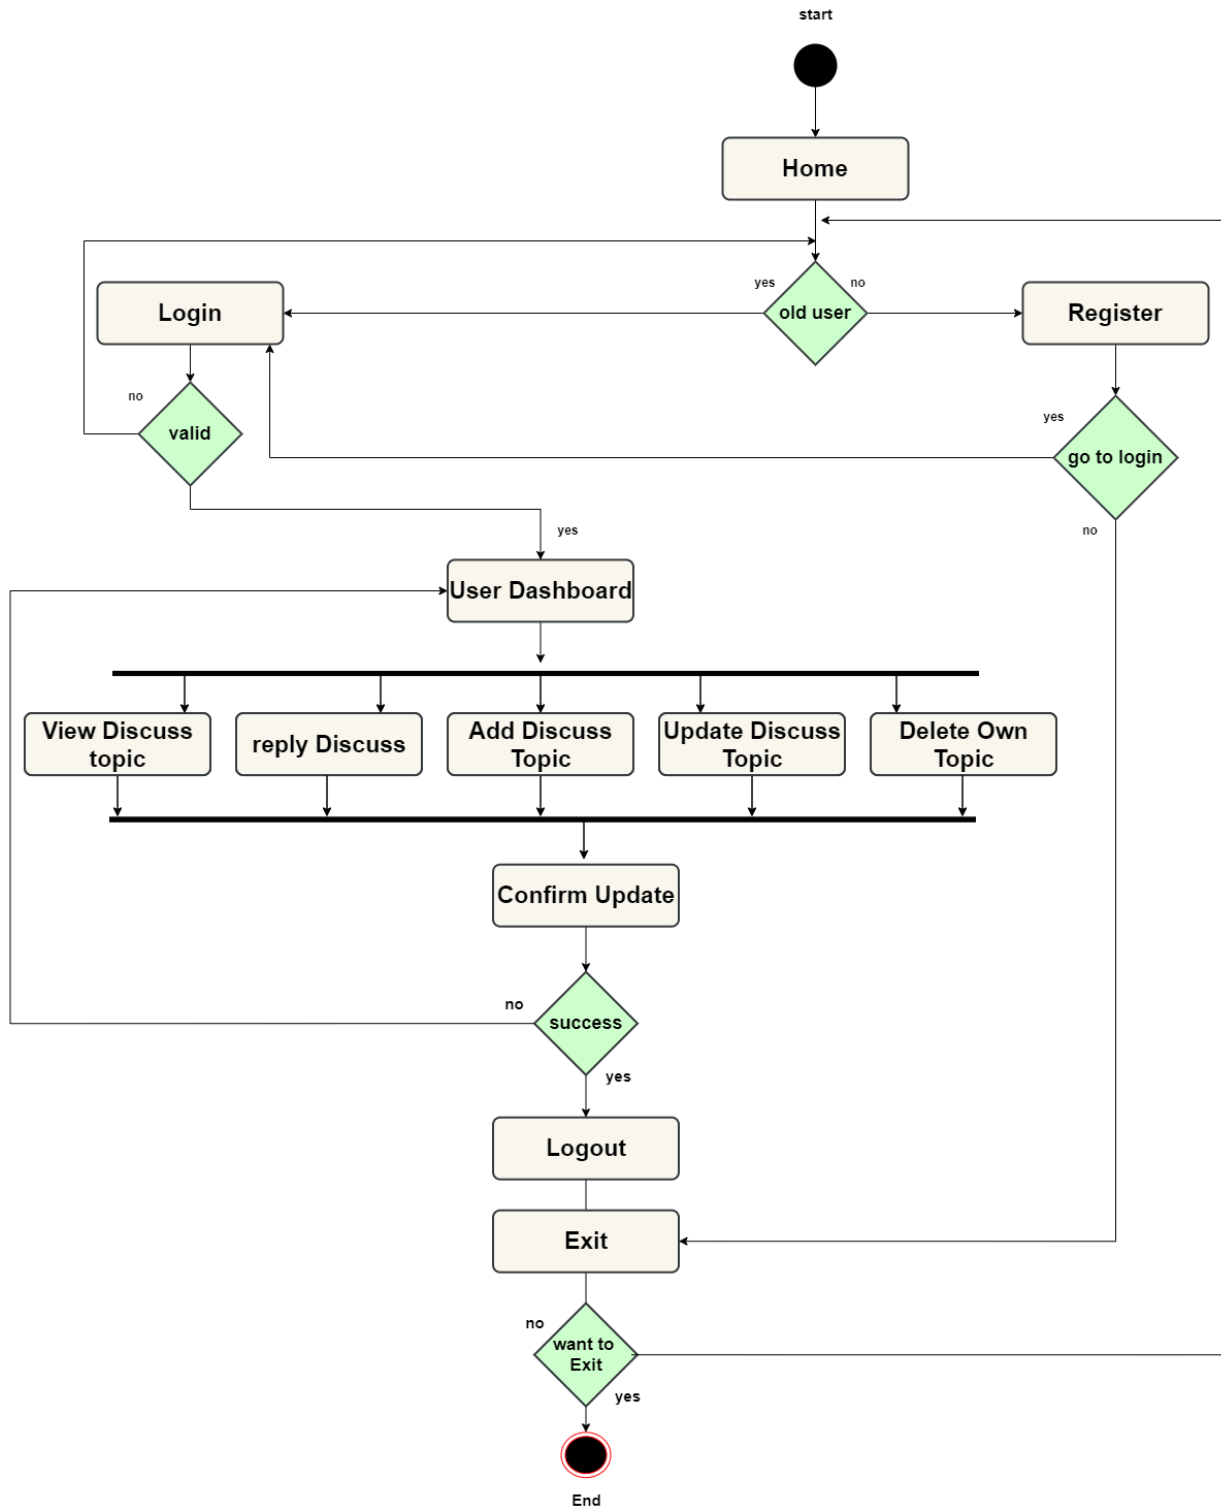 start
Home
yes
no
Login
old user
Register
no
valid
yes
go to login
yes
no
User Dashboard
View Discuss
topic
reply Discuss
Add Discuss
Topic
Update Discuss
Topic
Delete Own
Topic
Confirm Update
no
success
yes
Logout
Exit
no
want to
Exit
yes
End